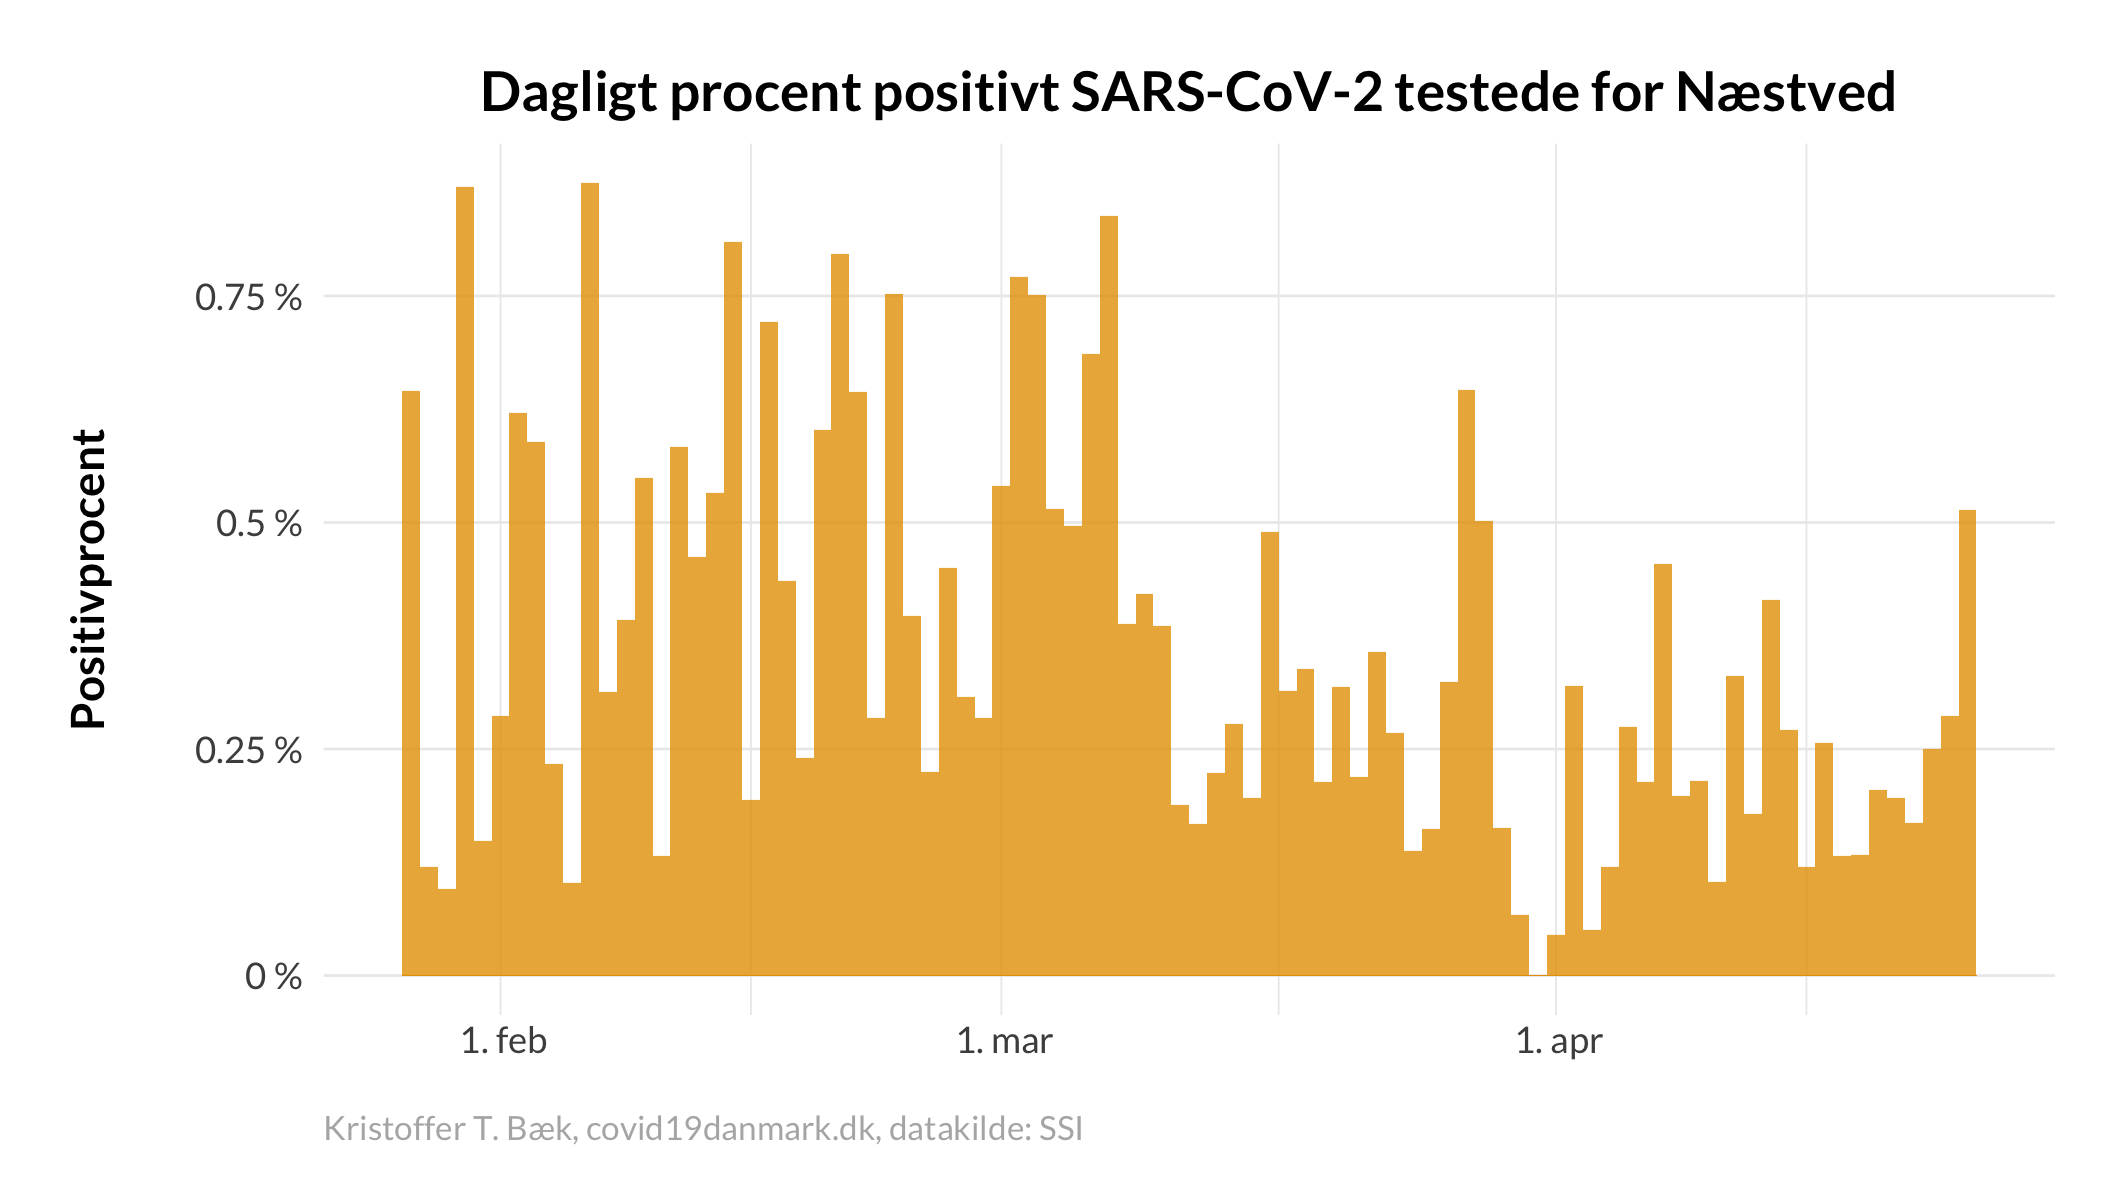 Dagligt procent positivt SARS-CoV-2 testede for Næstved
Positivprocent
0.75 %
0.5 %
0.25 %
0 %
1. feb
1. mar
1. apr
Kristoffer T. Bæk, covid19danmark.dk, datakilde: SSI